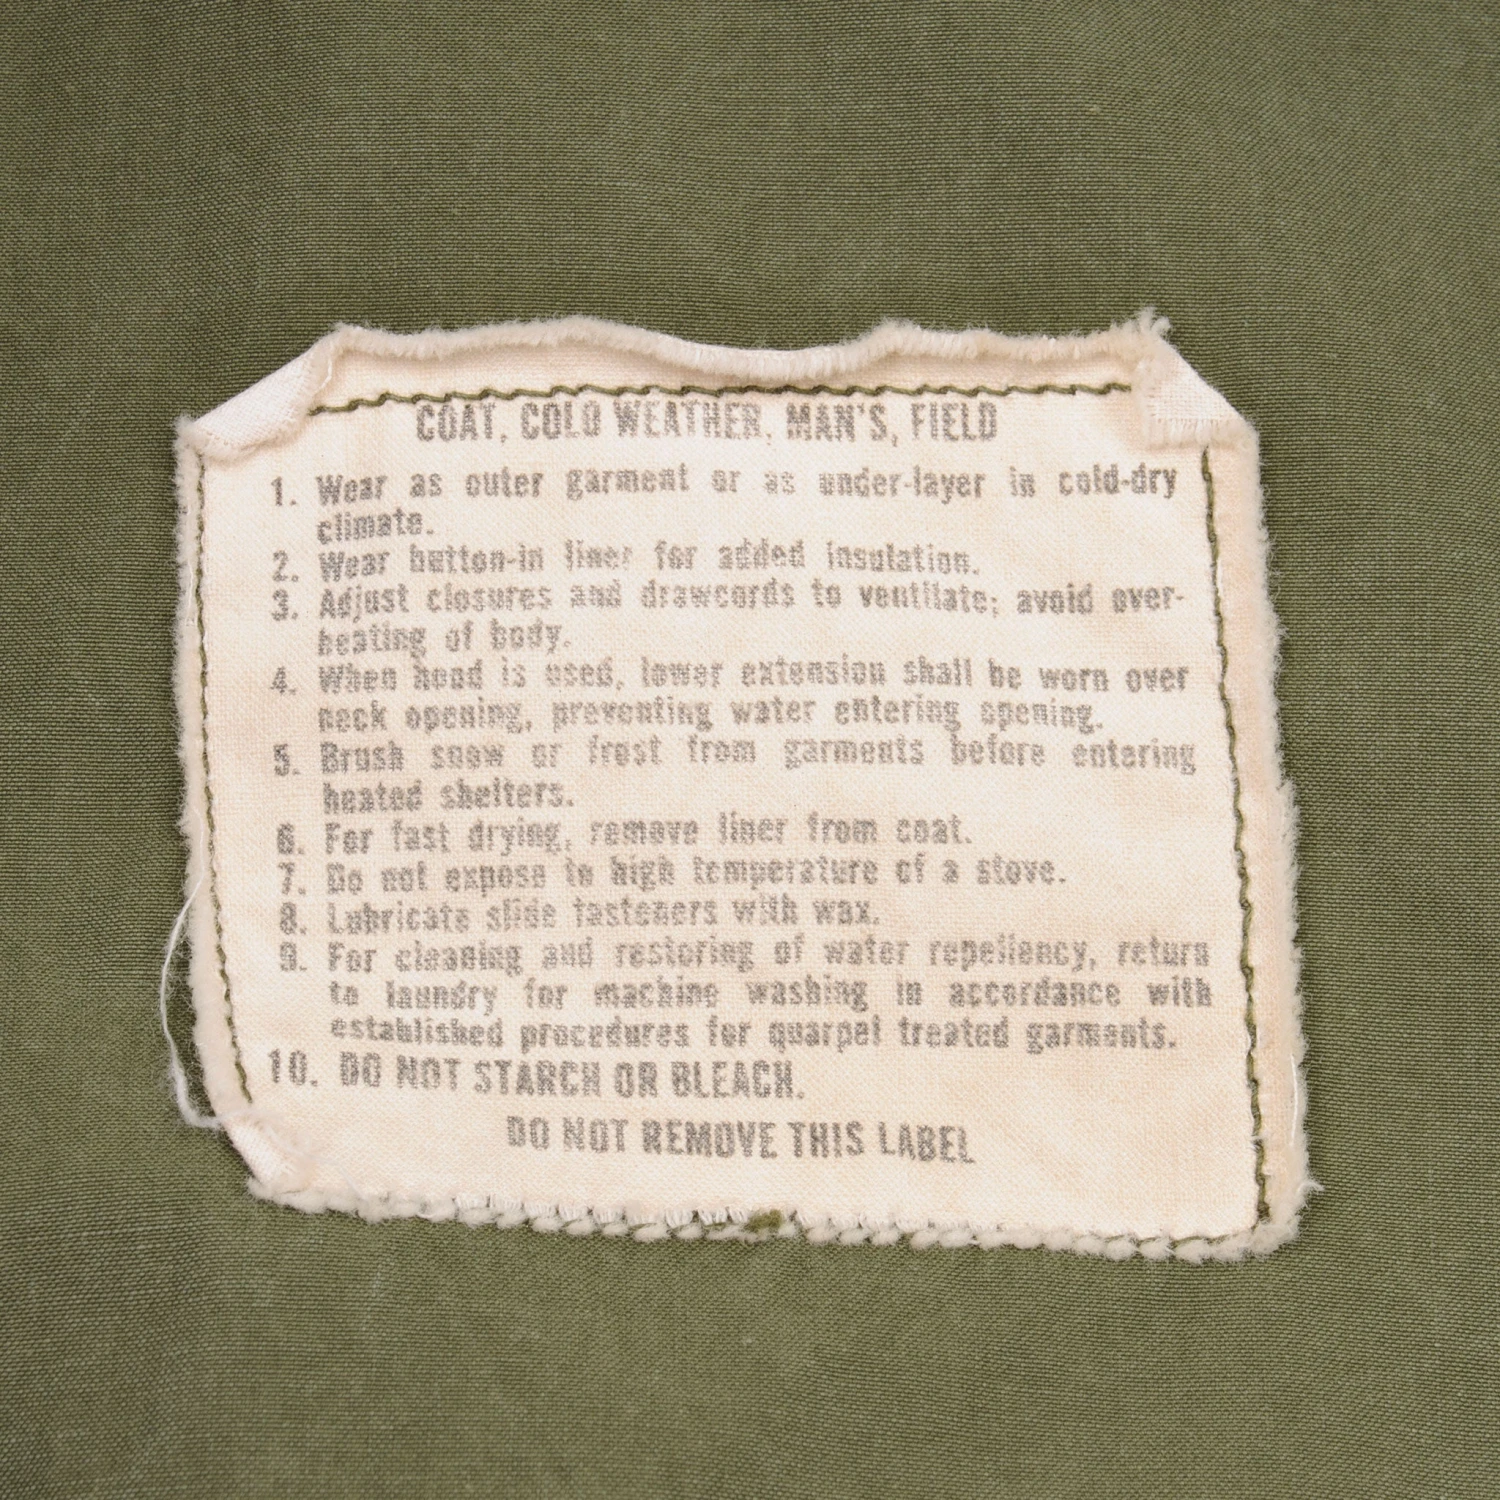 COAT, COLD WEATHER, MAN'S, FIELD
1. Wear as outer garment or as under-layer in cold-dry
climate.
2. Wear button-in liner for added insulation.
3. Adjust closures and drawcords to ventilate; avoid over-
heating of body.
4. When hood is used, lower extension shall be worn over
neck opening, preventing water entering opening.
5. Brush snow or frost from garments before entering
heated shelters.
6. For fast drying, remove liner from coat.
7. Do not expose to high temperature of a stove.
8. Lubricate slide fasteners with wax.
9. For cleaning and restoring of water repellency, return
to laundry for machine washing in accordance with
established procedures for quarpel treated garments.
10. DO NOT STARCH OR BLEACH.
DO NOT REMOVE THIS LABEL